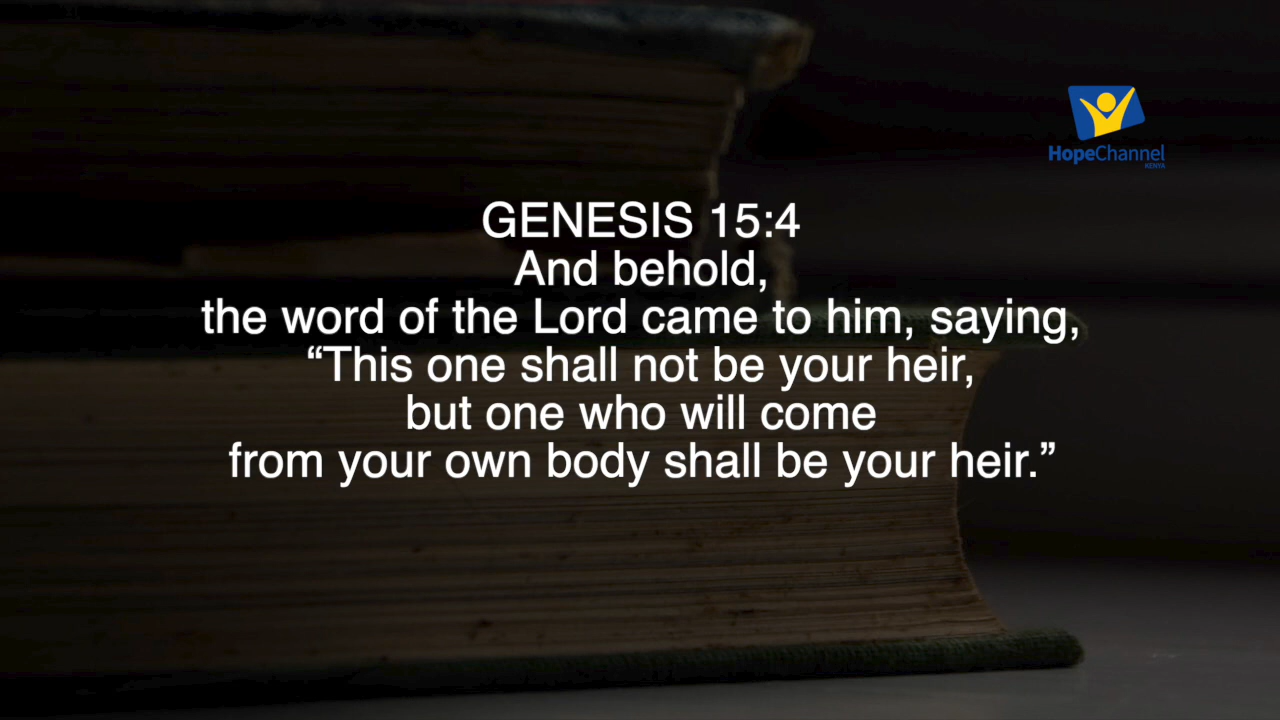 HopeChannel
KENYA
GENESIS 15:4
And behold,
the word of the Lord came to him, saying,
“This one shall not be your heir,
but one who will come
from your own body shall be your heir.”